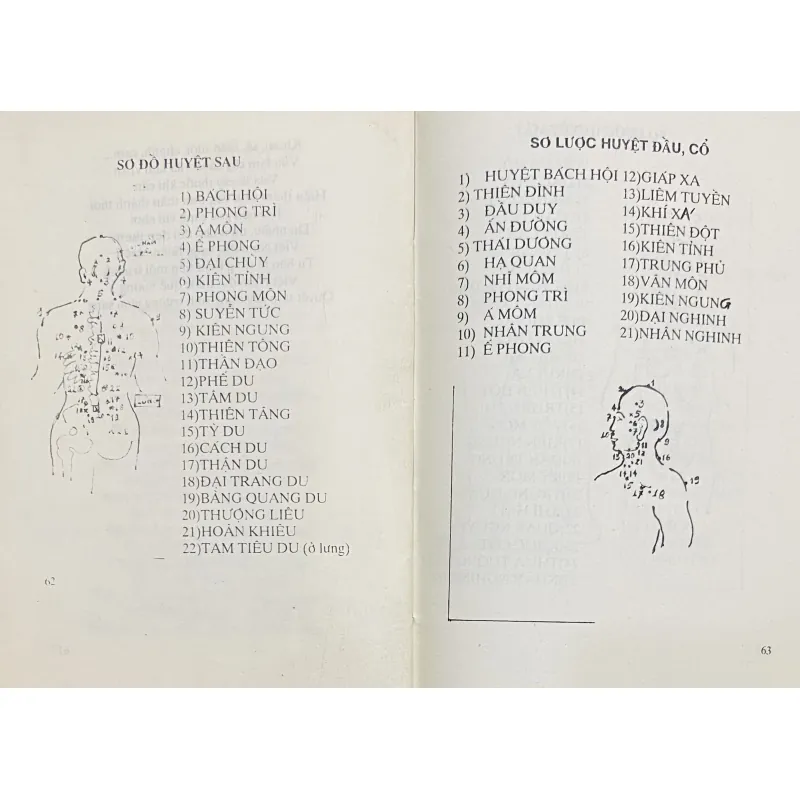 SƠ ĐỒ HUYỆT SAU
1) BÁCH HỘI
2) PHONG TRÌ
3) Á MÔN
4) Ế PHONG
5) ĐẠI CHÙY
6) KIÊN TỈNH
7) PHONG MÔN
8) SUYỄN TỨC
9) KIÊN NGUNG
10)THIÊN TÔNG
11)THẦN ĐẠO
12)PHẾ DU
13)TÂM DU
14)THIÊN TÁNG
15)TỲ DU
16)CÁCH DU
17)THẬN DU
18)ĐẠI TRANG DU
19)BÀNG QUANG DU
20)THƯỢNG LIÊU
21)HOÀN KHIÊU
22)TAM TIÊU DU (ở lưng)
62
SƠ LƯỢC HUYỆT ĐẦU, CỔ
1) HUYỆT BÁCH HỘI
2) THIÊN ĐÌNH
3) ĐẦU DUY
4) ẤN ĐƯỜNG
5) THÁI DƯƠNG
6) HẠ QUAN
7) NHĨ MÔM
8) PHONG TRÌ
9) Á MÔM
10) NHÂN TRUNG
11) Ế PHONG
12)GIÁP XA
13)LIÊM TUYỀN
14)KHÍ XÁ
15)THIÊN ĐỘT
16)KIÊN TỈNH
17)TRUNG PHỦ
18)VÂN MÔN
19)KIÊN NGUNG
20)ĐẠI NGHINH
21)NHÂN NGHINH
63